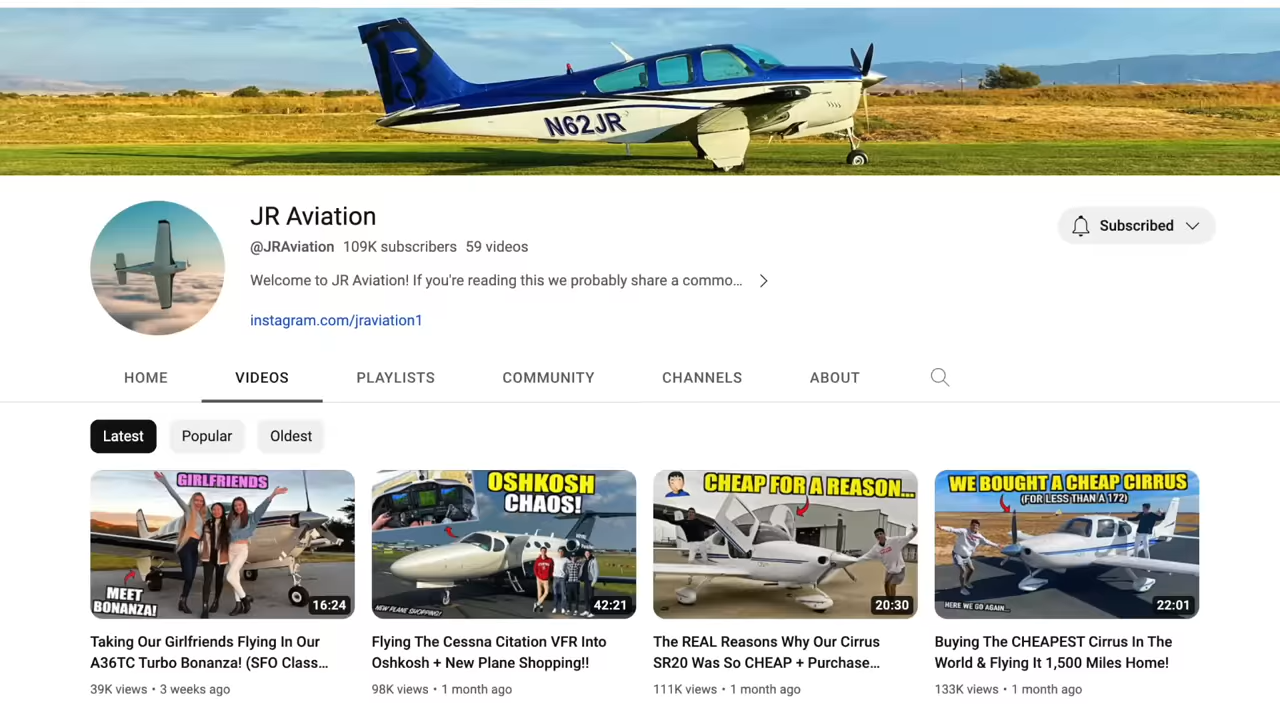 N62JR
JR Aviation
@JRAviation 109K subscribers 59 videos
Subscribed
Welcome to JR Aviation! If you're reading this we probably share a commo...
instagram.com/jraviation1
HOME VIDEOS PLAYLISTS COMMUNITY CHANNELS ABOUT
Latest Popular Oldest
GIRLFRIENDS
MEET
BONANZA!
16:24
OSHKOSH
CHAOS!
NEW PLANE SHOPPING!
42:21
CHEAP FOR A REASON...
20:30
WE BOUGHT A CHEAP CIRRUS
(FOR LESS THAN A 172)
HERE WE GO AGAIN...
22:01
Taking Our Girlfriends Flying In Our
A36TC Turbo Bonanza! (SFO Class...
39K views • 3 weeks ago
Flying The Cessna Citation VFR Into
Oshkosh + New Plane Shopping!!
98K views • 1 month ago
The REAL Reasons Why Our Cirrus
SR20 Was So CHEAP + Purchase...
111K views • 1 month ago
Buying The CHEAPEST Cirrus In The
World & Flying It 1,500 Miles Home!
133K views • 1 month ago